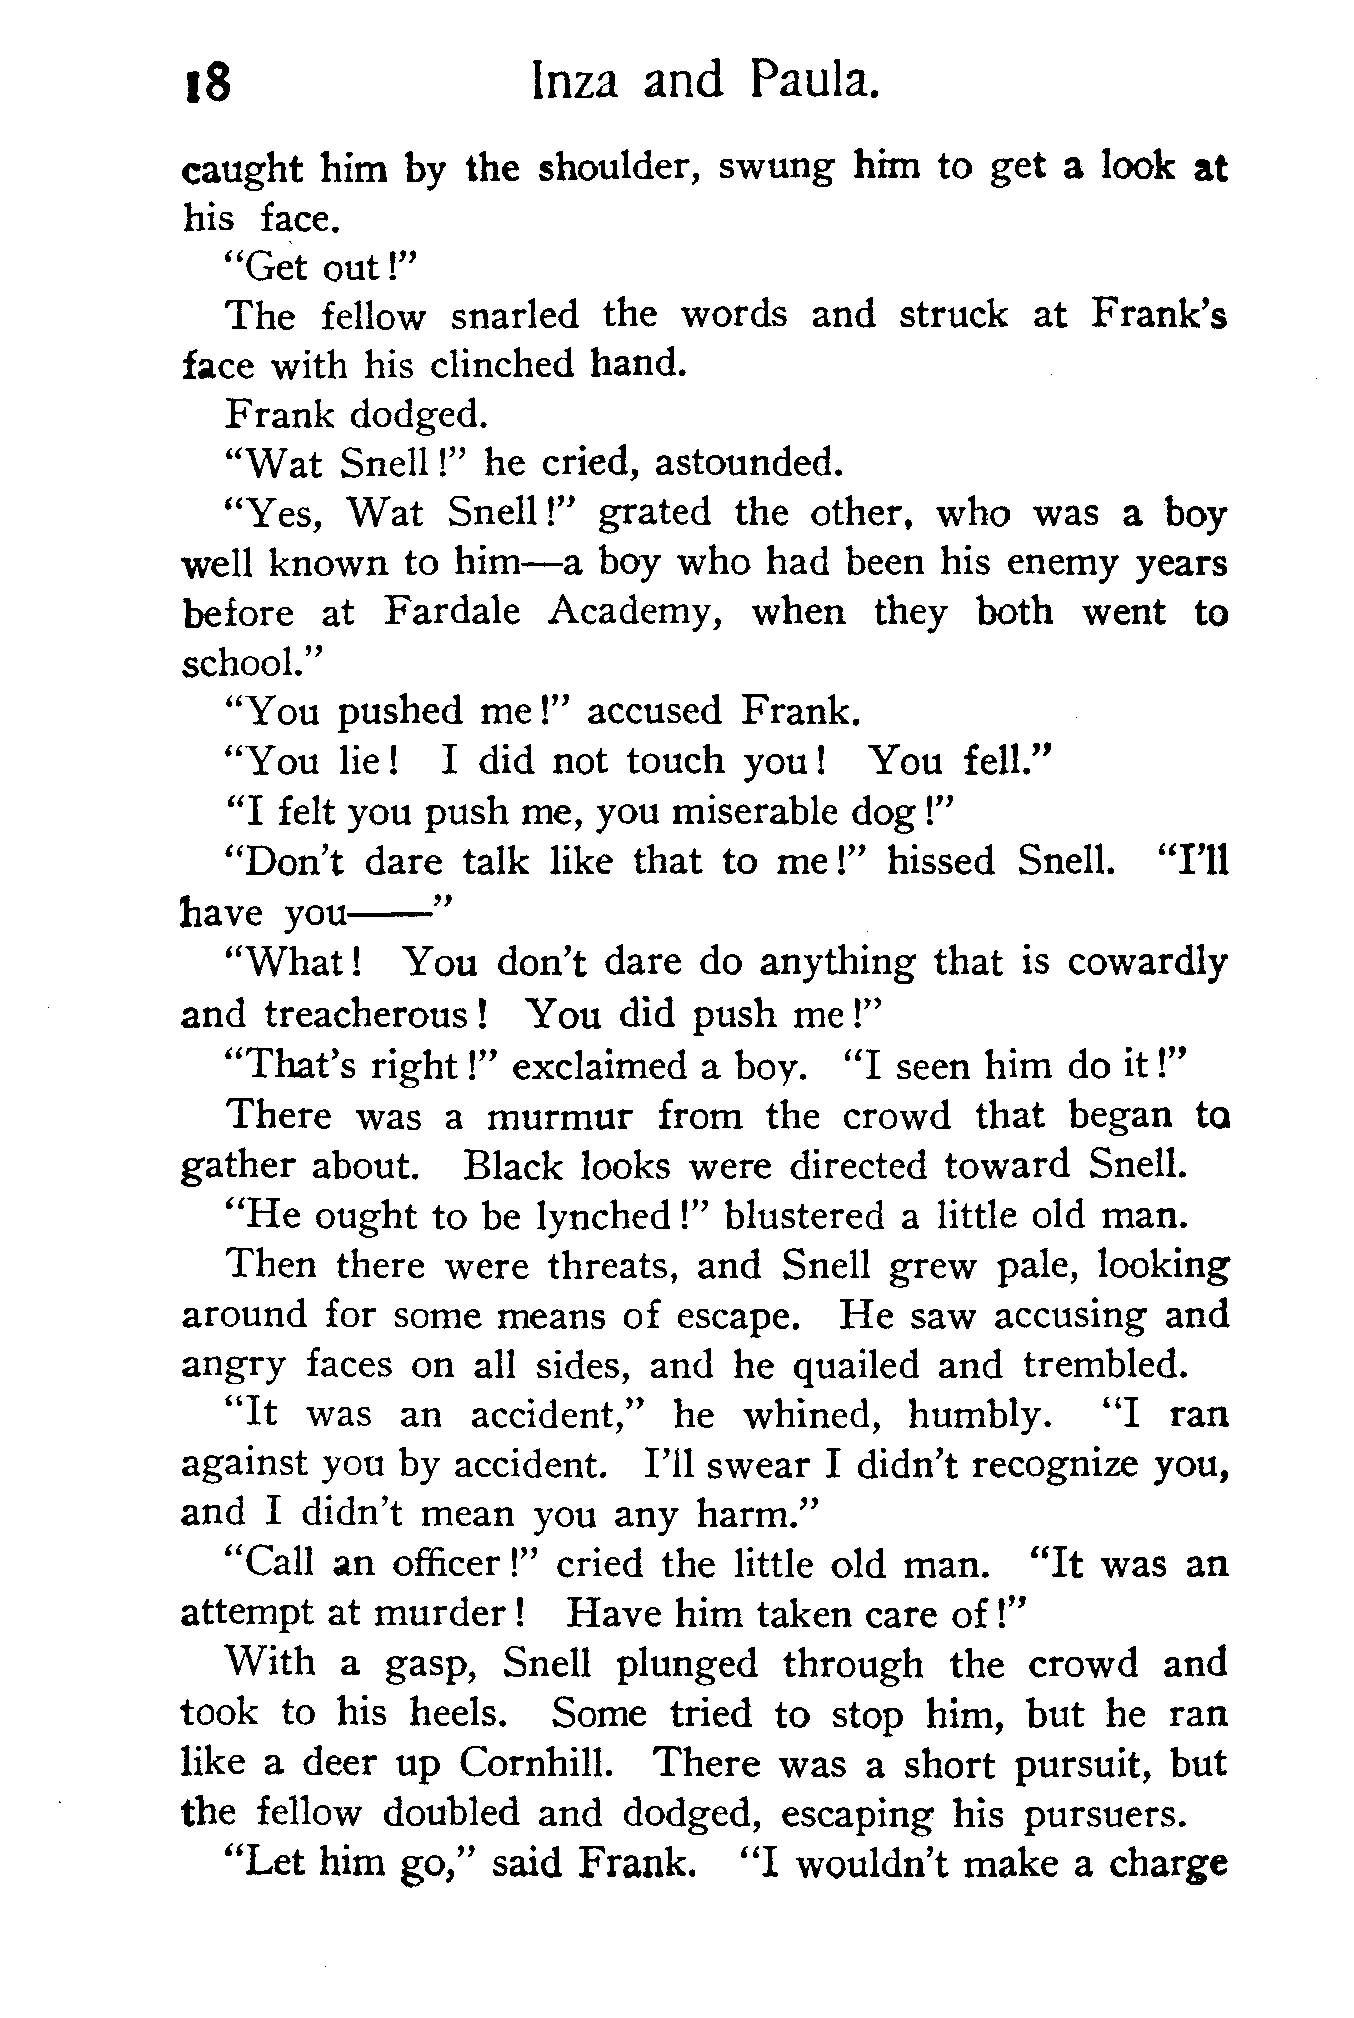 18 Inza and Paula.
caught him by the shoulder, swung him to get a look at
his face.
"Get out!"
The fellow snarled the words and struck at Frank's
face with his clinched hand.
Frank dodged.
"Wat Snell!" he cried, astounded.
"Yes, Wat Snell!" grated the other, who was a boy
well known to him—a boy who had been his enemy years
before at Fardale Academy, when they both went to
school."
"You pushed me!" accused Frank.
"You lie! I did not touch you! You fell."
"I felt you push me, you miserable dog!"
"Don't dare talk like that to me!" hissed Snell. "I'll
have you——"
"What! You don't dare do anything that is cowardly
and treacherous! You did push me!"
"That's right!" exclaimed a boy. "I seen him do it!"
There was a murmur from the crowd that began to
gather about. Black looks were directed toward Snell.
"He ought to be lynched!" blustered a little old man.
Then there were threats, and Snell grew pale, looking
around for some means of escape. He saw accusing and
angry faces on all sides, and he quailed and trembled.
"It was an accident," he whined, humbly. "I ran
against you by accident. I'll swear I didn't recognize you,
and I didn't mean you any harm."
"Call an officer!" cried the little old man. "It was an
attempt at murder! Have him taken care of!"
With a gasp, Snell plunged through the crowd and
took to his heels. Some tried to stop him, but he ran
like a deer up Cornhill. There was a short pursuit, but
the fellow doubled and dodged, escaping his pursuers.
"Let him go," said Frank. "I wouldn't make a charge